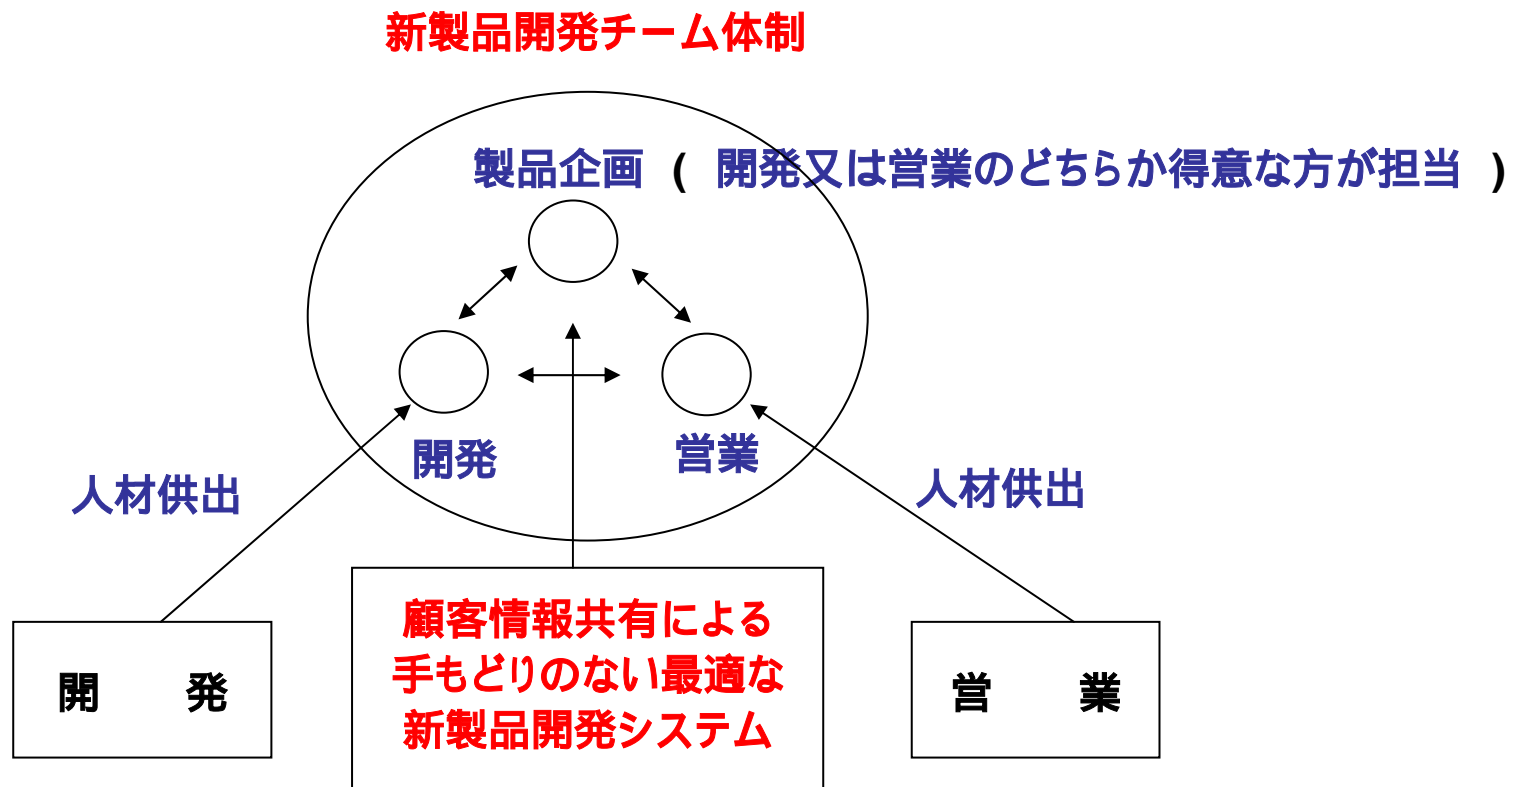 新製品開発チーム体制
製品企画 ( 開発又は営業のどちらか得意な方が担当 )
開発
営業
人材供出
人材供出
開 発
顧客情報共有による
手もどりのない最適な
新製品開発システム
営 業